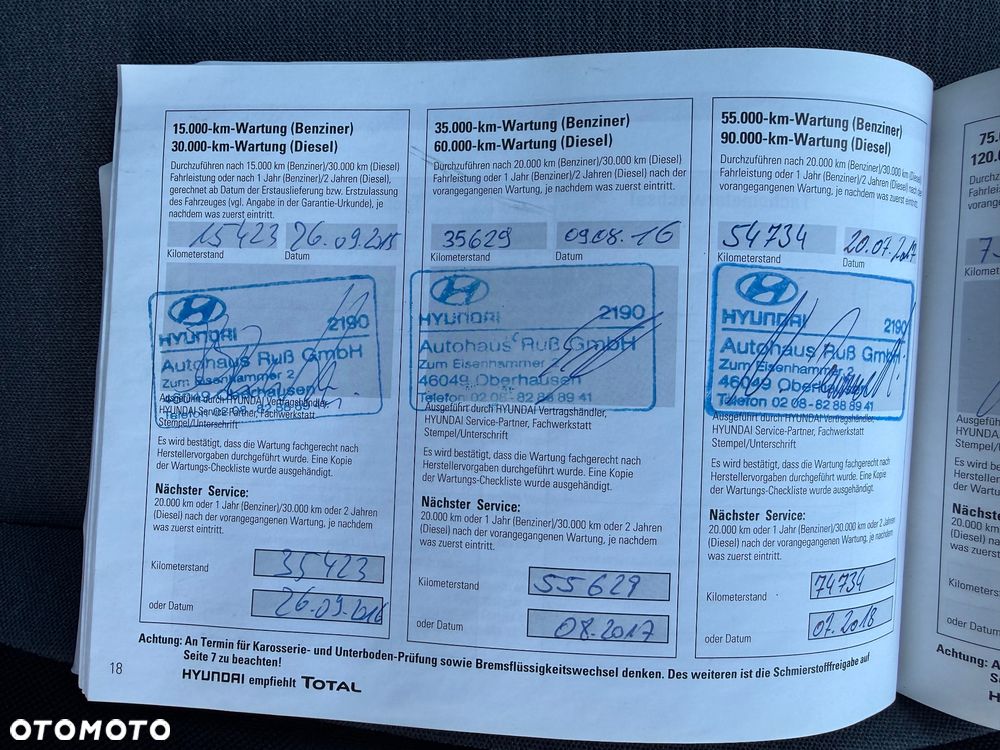 15.000-km-Wartung (Benziner)
30.000-km-Wartung (Diesel)
Durchzuführen nach 15.000 km (Benziner)/30.000 km (Diesel)
Fahrleistung oder nach 1 Jahr (Benziner)/2 Jahren (Diesel),
gerechnet ab Datum der Erstauslieferung bzw. Erstzulassung
des Fahrzeuges (vgl. Angabe in der Garantie-Urkunde), je
nachdem was zuerst eintritt.
15423 26.09.2015
Kilometerstand Datum
HYUNDAI 2190
Autohaus Ruß GmbH
Zum Eisenhammer 2
46049 Oberhausen
Telefon 02 08 - 82 88 89 41
Ausgeführt durch HYUNDAI Vertragshändler,
HYUNDAI Service-Partner, Fachwerkstatt
Stempel/Unterschrift
Es wird bestätigt, dass die Wartung fachgerecht nach
Herstellervorgaben durchgeführt wurde. Eine Kopie
der Wartungs-Checkliste wurde ausgehändigt.
Nächster Service:
20.000 km oder 1 Jahr (Benziner)/30.000 km oder 2 Jahren
(Diesel) nach der vorangegangenen Wartung, je nachdem
was zuerst eintritt.
Kilometerstand 35423
oder Datum 26.09.2016
35.000-km-Wartung (Benziner)
60.000-km-Wartung (Diesel)
Durchzuführen nach 20.000 km (Benziner)/30.000 km (Diesel)
Fahrleistung oder 1 Jahr (Benziner)/2 Jahren (Diesel) nach der
vorangegangenen Wartung, je nachdem was zuerst eintritt.
35629 09.08.16
Kilometerstand Datum
HYUNDAI 2190
Autohaus Ruß GmbH
Zum Eisenhammer 2
46049 Oberhausen
Telefon 02 08 - 82 88 89 41
Ausgeführt durch HYUNDAI Vertragshändler,
HYUNDAI Service-Partner, Fachwerkstatt
Stempel/Unterschrift
Es wird bestätigt, dass die Wartung fachgerecht nach
Herstellervorgaben durchgeführt wurde. Eine Kopie
der Wartungs-Checkliste wurde ausgehändigt.
Nächster Service:
20.000 km oder 1 Jahr (Benziner)/30.000 km oder 2 Jahren
(Diesel) nach der vorangegangenen Wartung, je nachdem
was zuerst eintritt.
Kilometerstand 55629
oder Datum 08.2017
55.000-km-Wartung (Benziner)
90.000-km-Wartung (Diesel)
Durchzuführen nach 20.000 km (Benziner)/30.000 km (Diesel)
Fahrleistung oder 1 Jahr (Benziner)/2 Jahren (Diesel) nach der
vorangegangenen Wartung, je nachdem was zuerst eintritt.
54734 20.07.2017
Kilometerstand Datum
HYUNDAI 2190
Autohaus Ruß GmbH
Zum Eisenhammer 2
46049 Oberhausen
Telefon 02 08 - 82 88 89 41
Ausgeführt durch HYUNDAI Vertragshändler,
HYUNDAI Service-Partner, Fachwerkstatt
Stempel/Unterschrift
Es wird bestätigt, dass die Wartung fachgerecht nach
Herstellervorgaben durchgeführt wurde. Eine Kopie
der Wartungs-Checkliste wurde ausgehändigt.
Nächster Service:
20.000 km oder 1 Jahr (Benziner)/30.000 km oder 2 Jahren
(Diesel) nach der vorangegangenen Wartung, je nachdem
was zuerst eintritt.
Kilometerstand 74734
oder Datum 07.2018
Achtung: An Termin für Karosserie- und Unterboden-Prüfung sowie Bremsflüssigkeitswechsel denken. Des weiteren ist die Schmierstofffreigabe auf
Seite 7 zu beachten!
18
HYUNDAI empfiehlt TOTAL
OTOMOTO